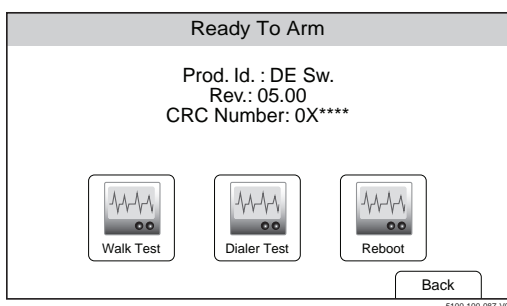 Ready To Arm
Prod. Id. : DE Sw.
Rev.: 05.00
CRC Number: 0X****
Walk Test
Dialer Test
Reboot
Back